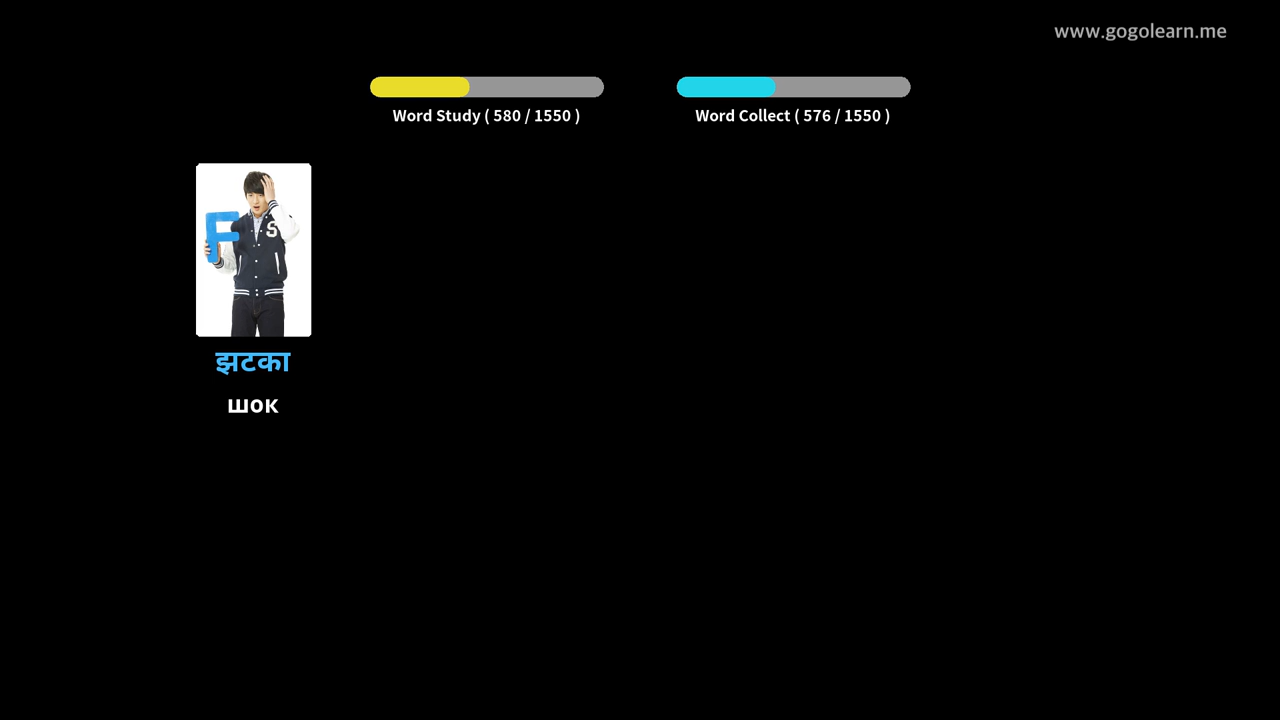 www.gogolearn.me
Word Study ( 580 / 1550 )
Word Collect ( 576 / 1550 )
F
S
झटका
шок